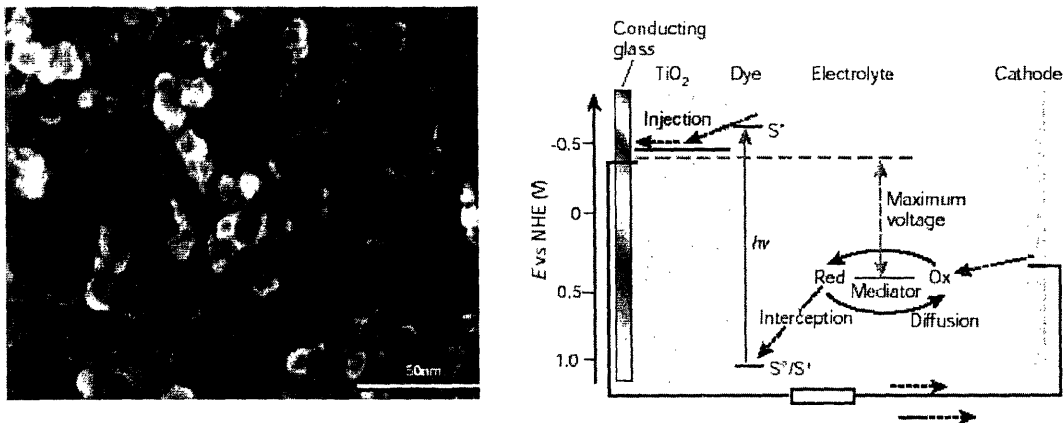 50nm
Conducting
glass
TiO₂ Dye Electrolyte Cathode
Injection
S*
-0.5
0
0.5
1.0
E vs NHE (V)
hν
Maximum
voltage
Red Ox
Mediator
Interception Diffusion
S°/S⁺